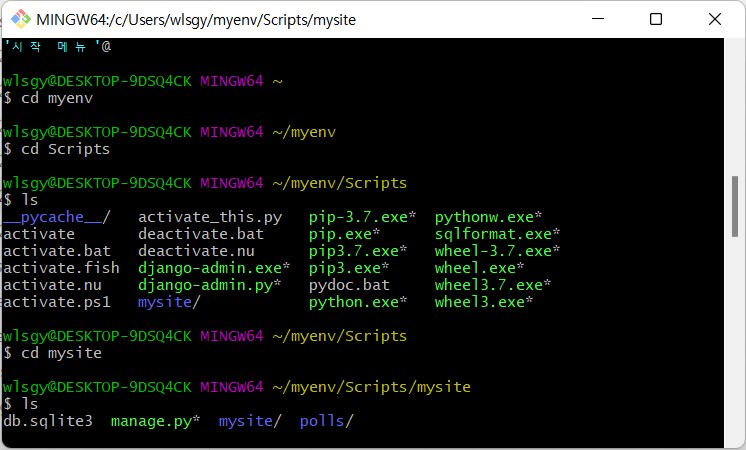 MINGW64:/c/Users/wlsgy/myenv/Scripts/mysite
'시작 메뉴'@
wlsgy@DESKTOP-9DSQ4CK MINGW64 ~
$ cd myenv
wlsgy@DESKTOP-9DSQ4CK MINGW64 ~/myenv
$ cd Scripts
wlsgy@DESKTOP-9DSQ4CK MINGW64 ~/myenv/Scripts
$ ls
__pycache__/ activate_this.py pip-3.7.exe* pythonw.exe*
activate deactivate.bat pip.exe* sqlformat.exe*
activate.bat deactivate.nu pip3.7.exe* wheel-3.7.exe*
activate.fish django-admin.exe* pip3.exe* wheel.exe*
activate.nu django-admin.py* pydoc.bat wheel3.7.exe*
activate.ps1 mysite/ python.exe* wheel3.exe*
wlsgy@DESKTOP-9DSQ4CK MINGW64 ~/myenv/Scripts
$ cd mysite
wlsgy@DESKTOP-9DSQ4CK MINGW64 ~/myenv/Scripts/mysite
$ ls
db.sqlite3 manage.py* mysite/ polls/